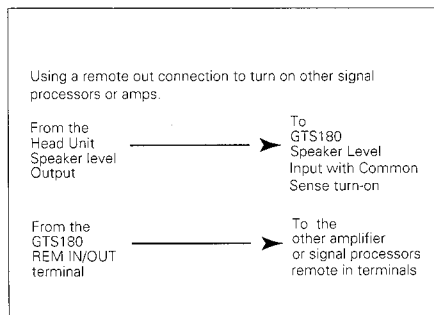 Using a remote out connection to turn on other signal
processors or amps.
From the
Head Unit
Speaker level
Output
To
GTS180
Speaker Level
Input with Common
Sense turn-on
From the
GTS180
REM IN/OUT
terminal
To the
other amplifier
or signal processors
remote in terminals